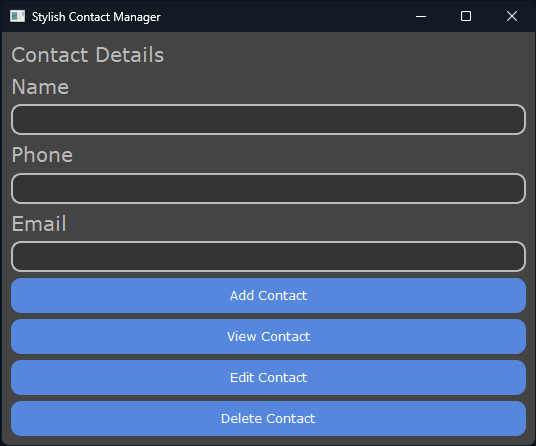 Stylish Contact Manager
Contact Details
Name
Phone
Email
Add Contact
View Contact
Edit Contact
Delete Contact